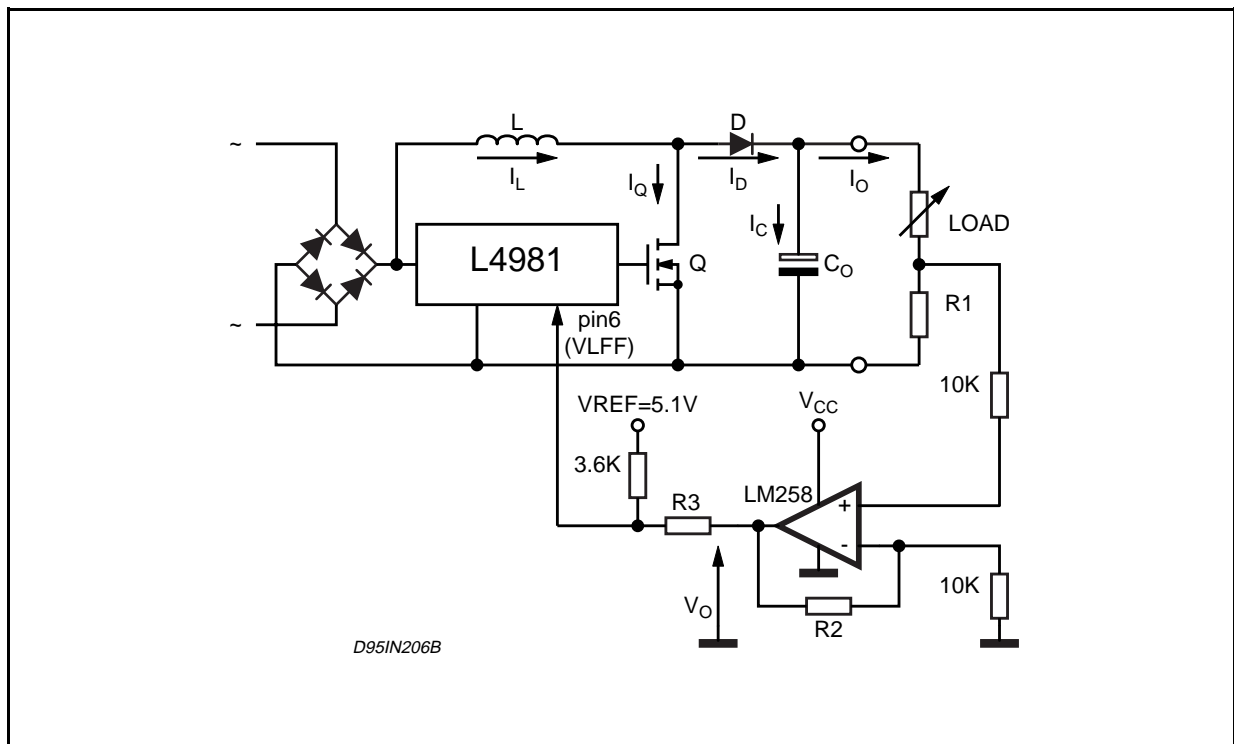 L
D
~
I_L
I_Q
I_D
I_O
I_C
LOAD
L4981
Q
C_O
R1
~
pin6
(VLFF)
10K
VREF=5.1V
V_CC
3.6K
LM258
R3
+
-
10K
V_O
R2
D95IN206B